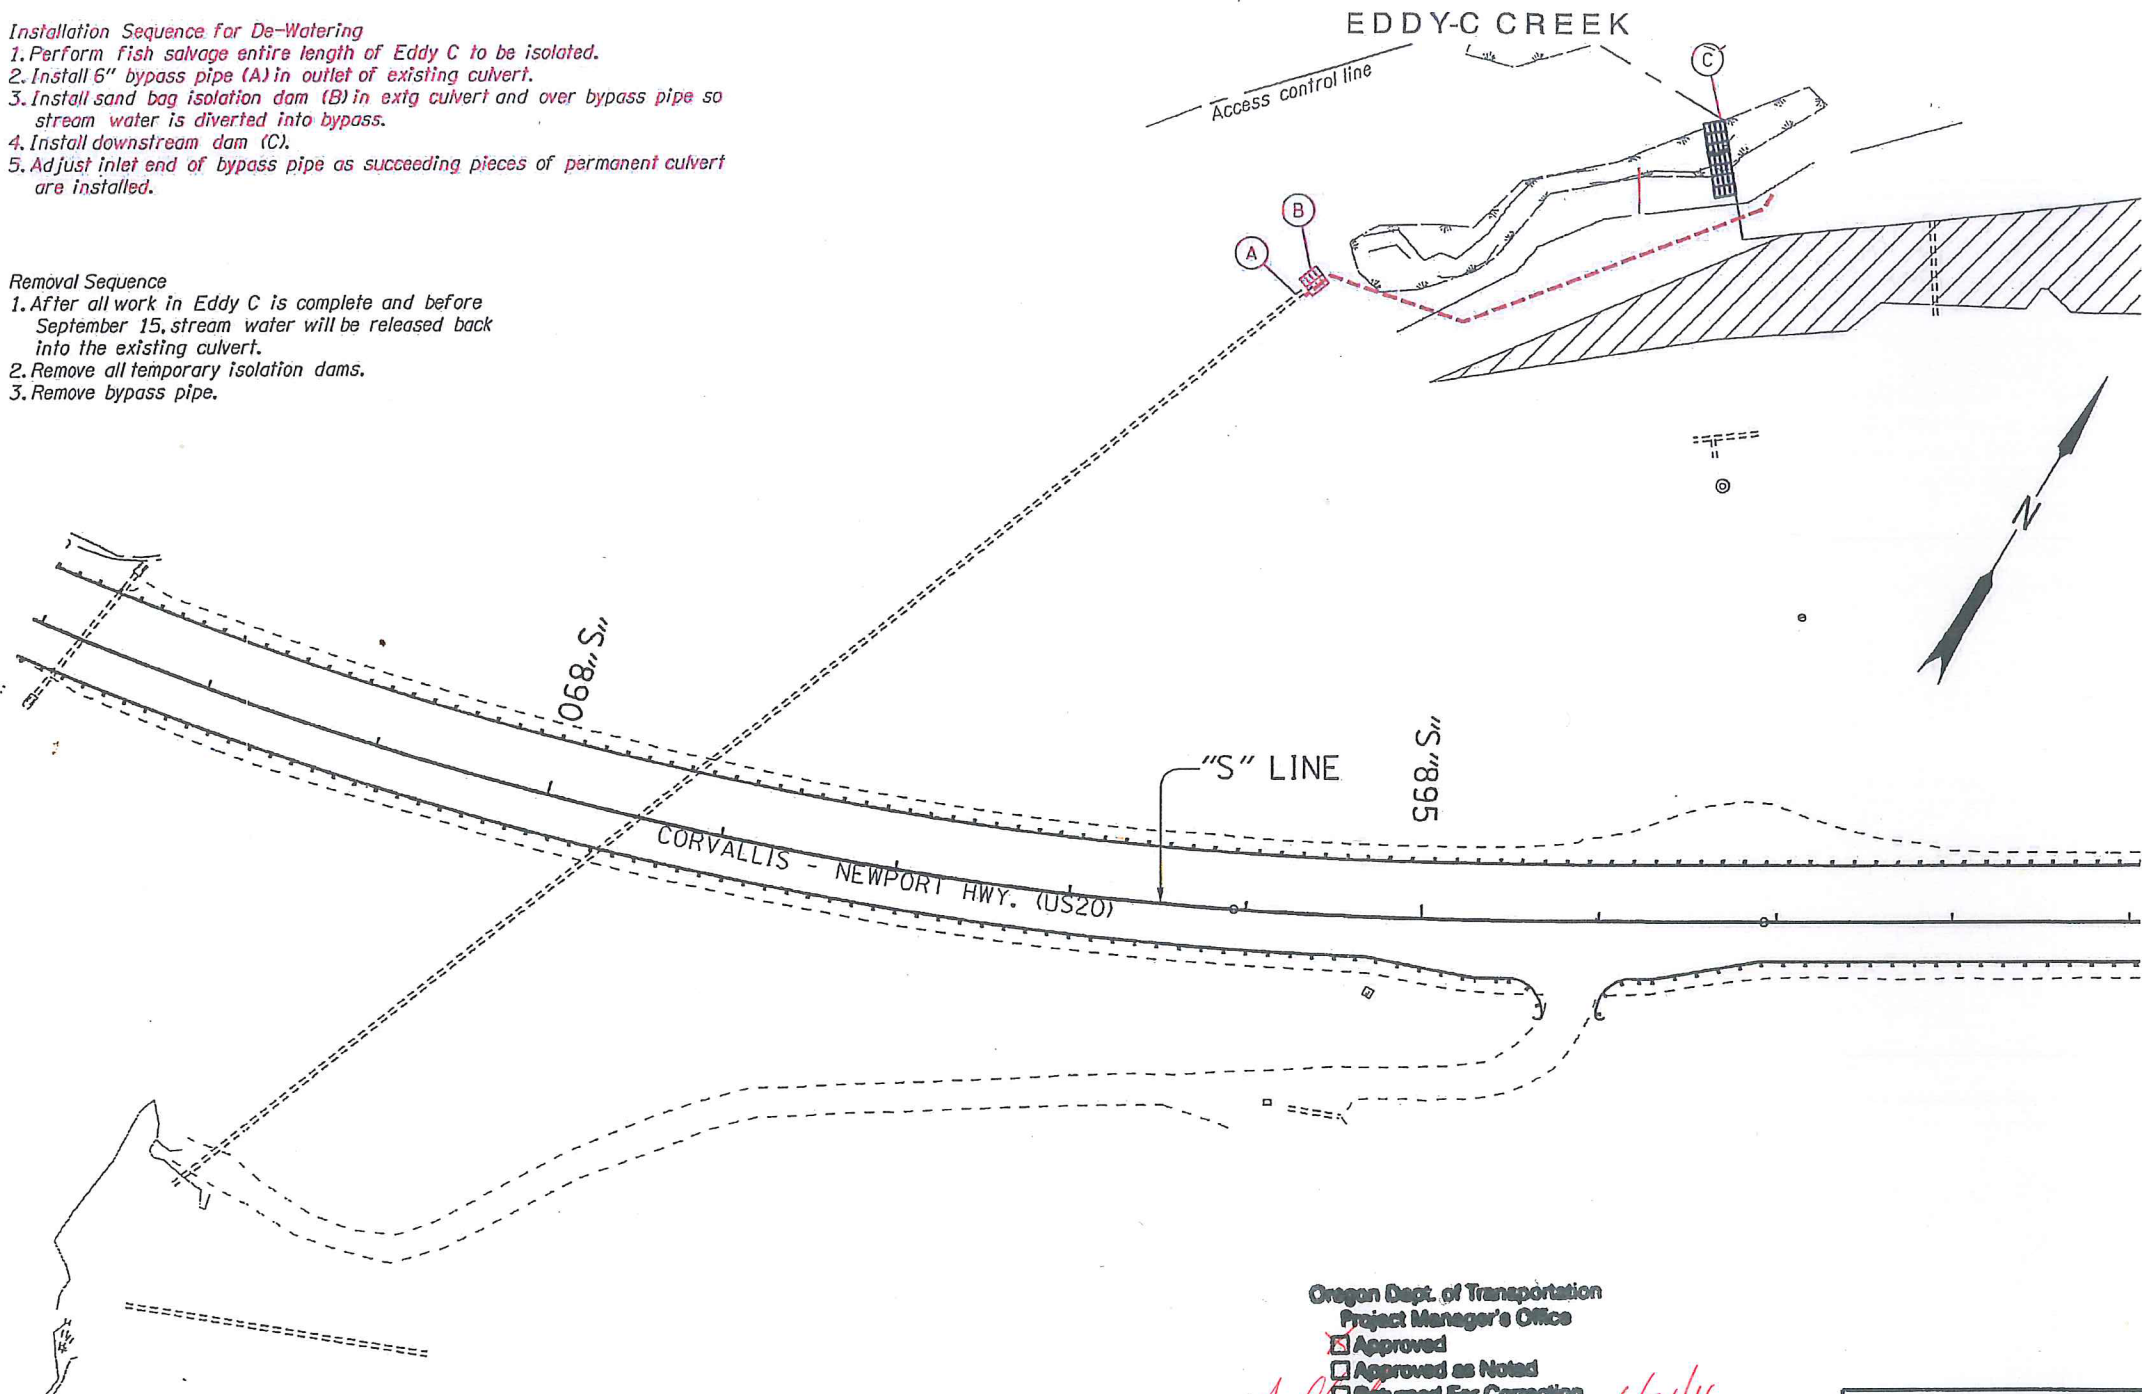 Installation Sequence for De-Watering
1. Perform fish salvage entire length of Eddy C to be isolated.
2. Install 6" bypass pipe (A) in outlet of existing culvert.
3. Install sand bag isolation dam (B) in extg culvert and over bypass pipe so
stream water is diverted into bypass.
4. Install downstream dam (C).
5. Adjust inlet end of bypass pipe as succeeding pieces of permanent culvert
are installed.
Removal Sequence
1. After all work in Eddy C is complete and before
September 15, stream water will be released back
into the existing culvert.
2. Remove all temporary isolation dams.
3. Remove bypass pipe.
EDDY-C CREEK
Access control line
C
B
A
N
"S"890
"S"895
"S" LINE
CORVALLIS - NEWPORT HWY. (US20)
Oregon Dept. of Transportation
Project Manager's Office
Approved
Approved as Noted
Returned For Correction